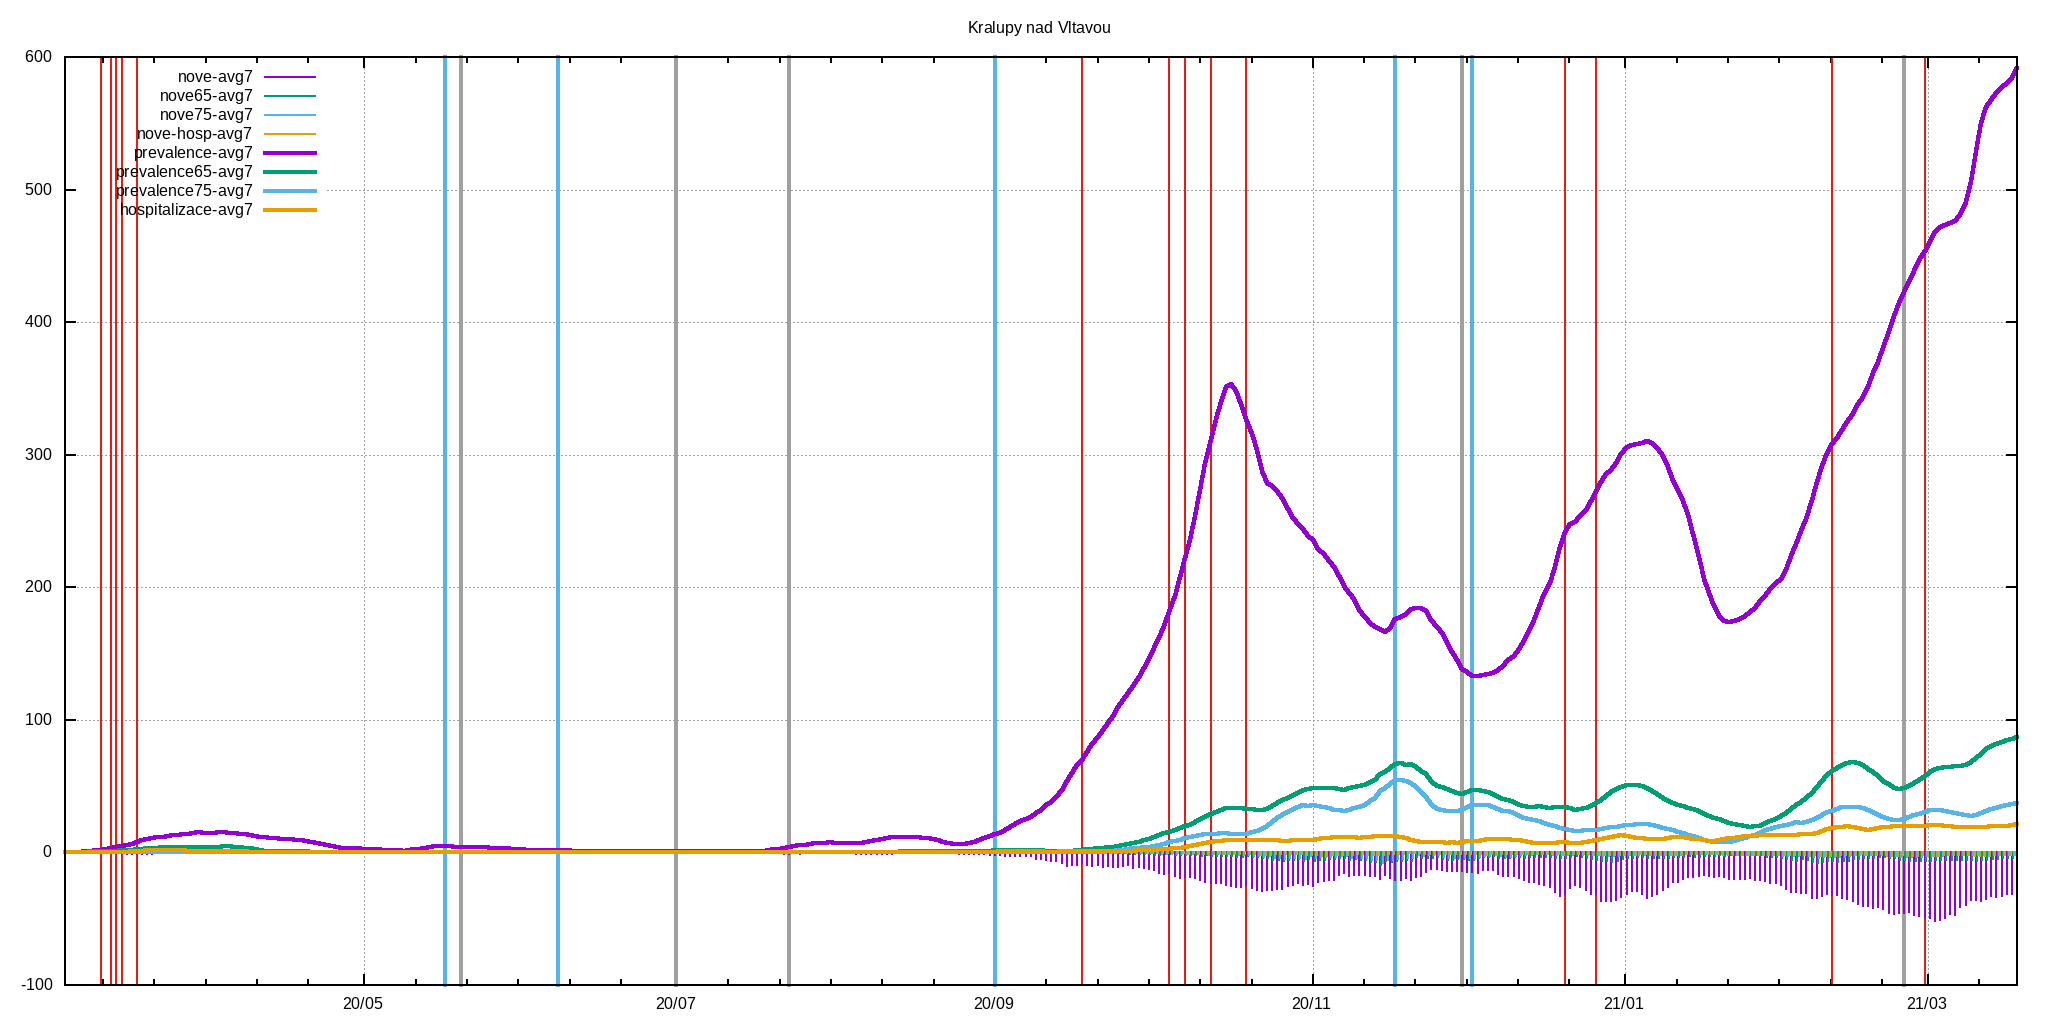 Kralupy nad Vltavou
600
500
400
300
200
100
0
-100
nove-avg7
nove65-avg7
nove75-avg7
nove-hosp-avg7
prevalence-avg7
prevalence65-avg7
prevalence75-avg7
hospitalizace-avg7
20/05 20/07 20/09 20/11 21/01 21/03